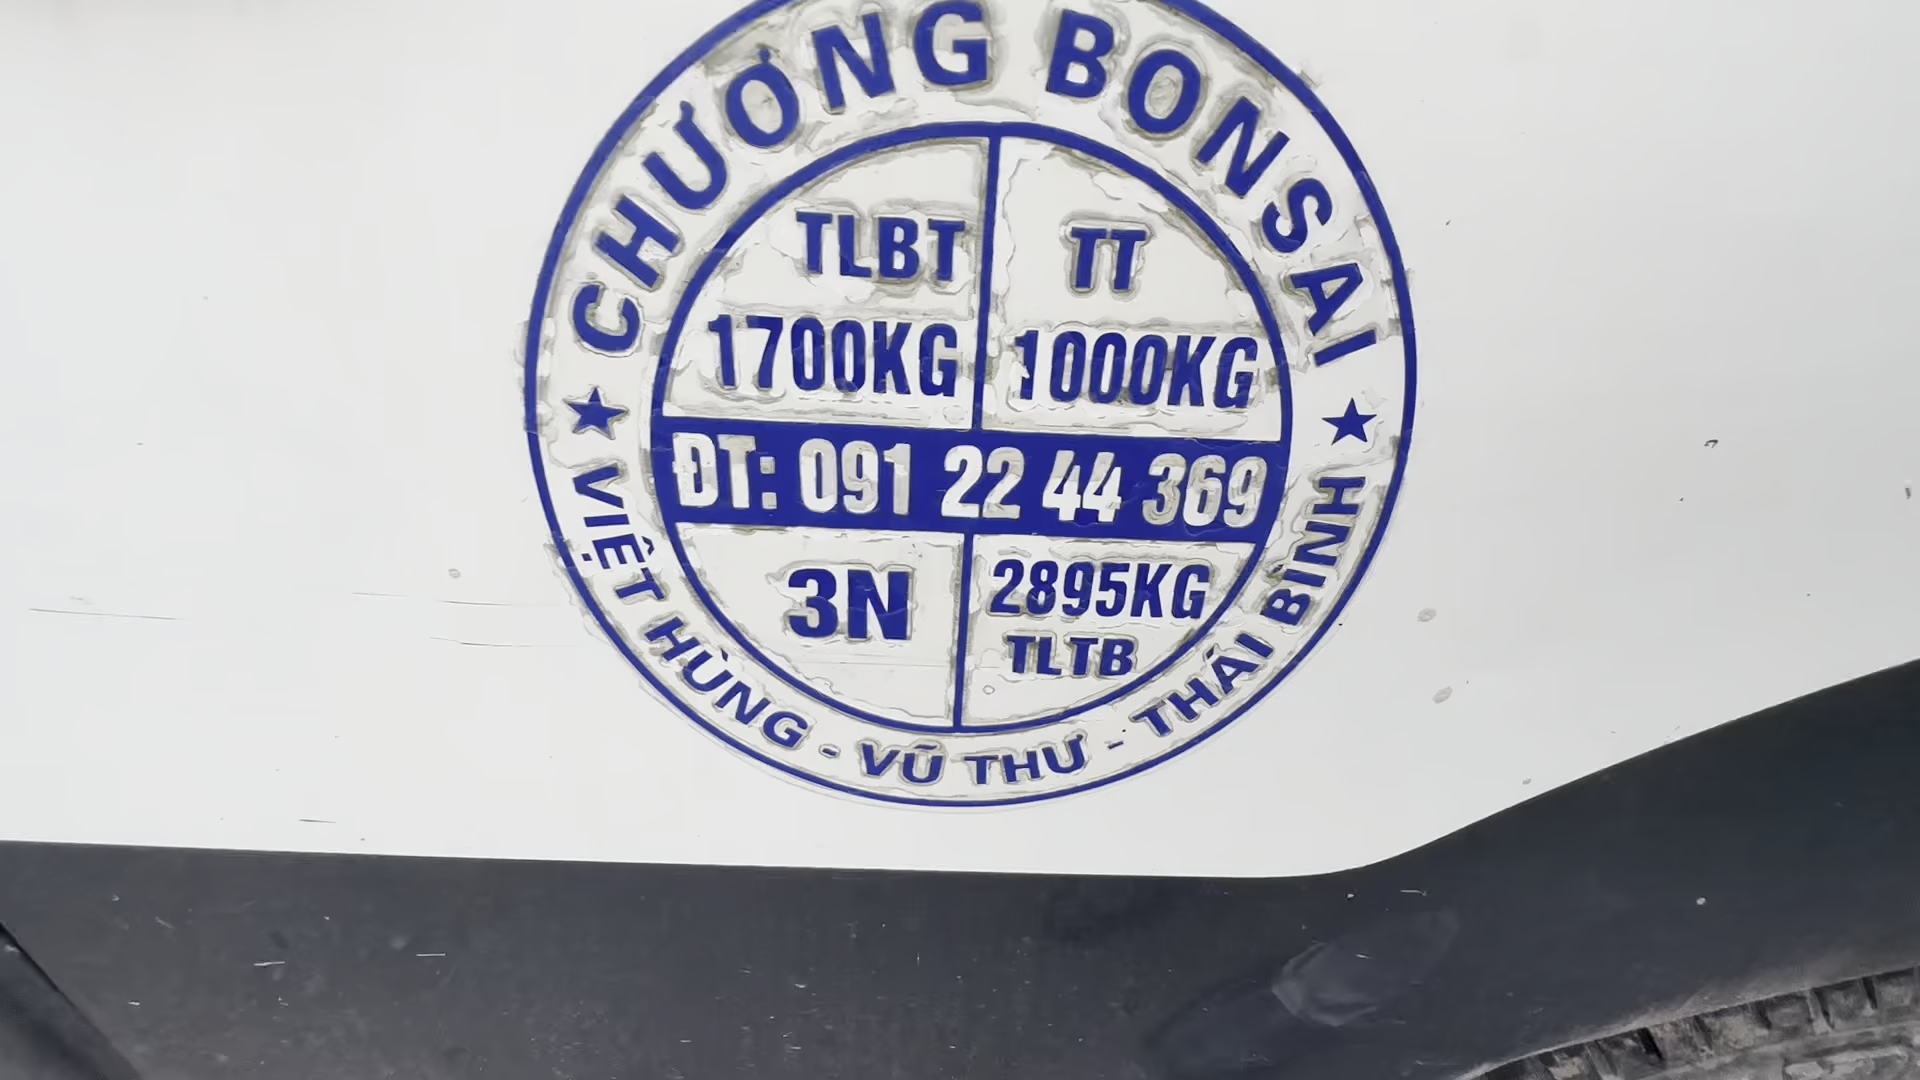 CHƯƠNG BONSAI
TLBT
1700KG
TT
1000KG
ĐT: 091 22 44 369
3N
2895KG
TLTB
★ VIỆT HÙNG - VŨ THƯ - THÁI BÌNH ★